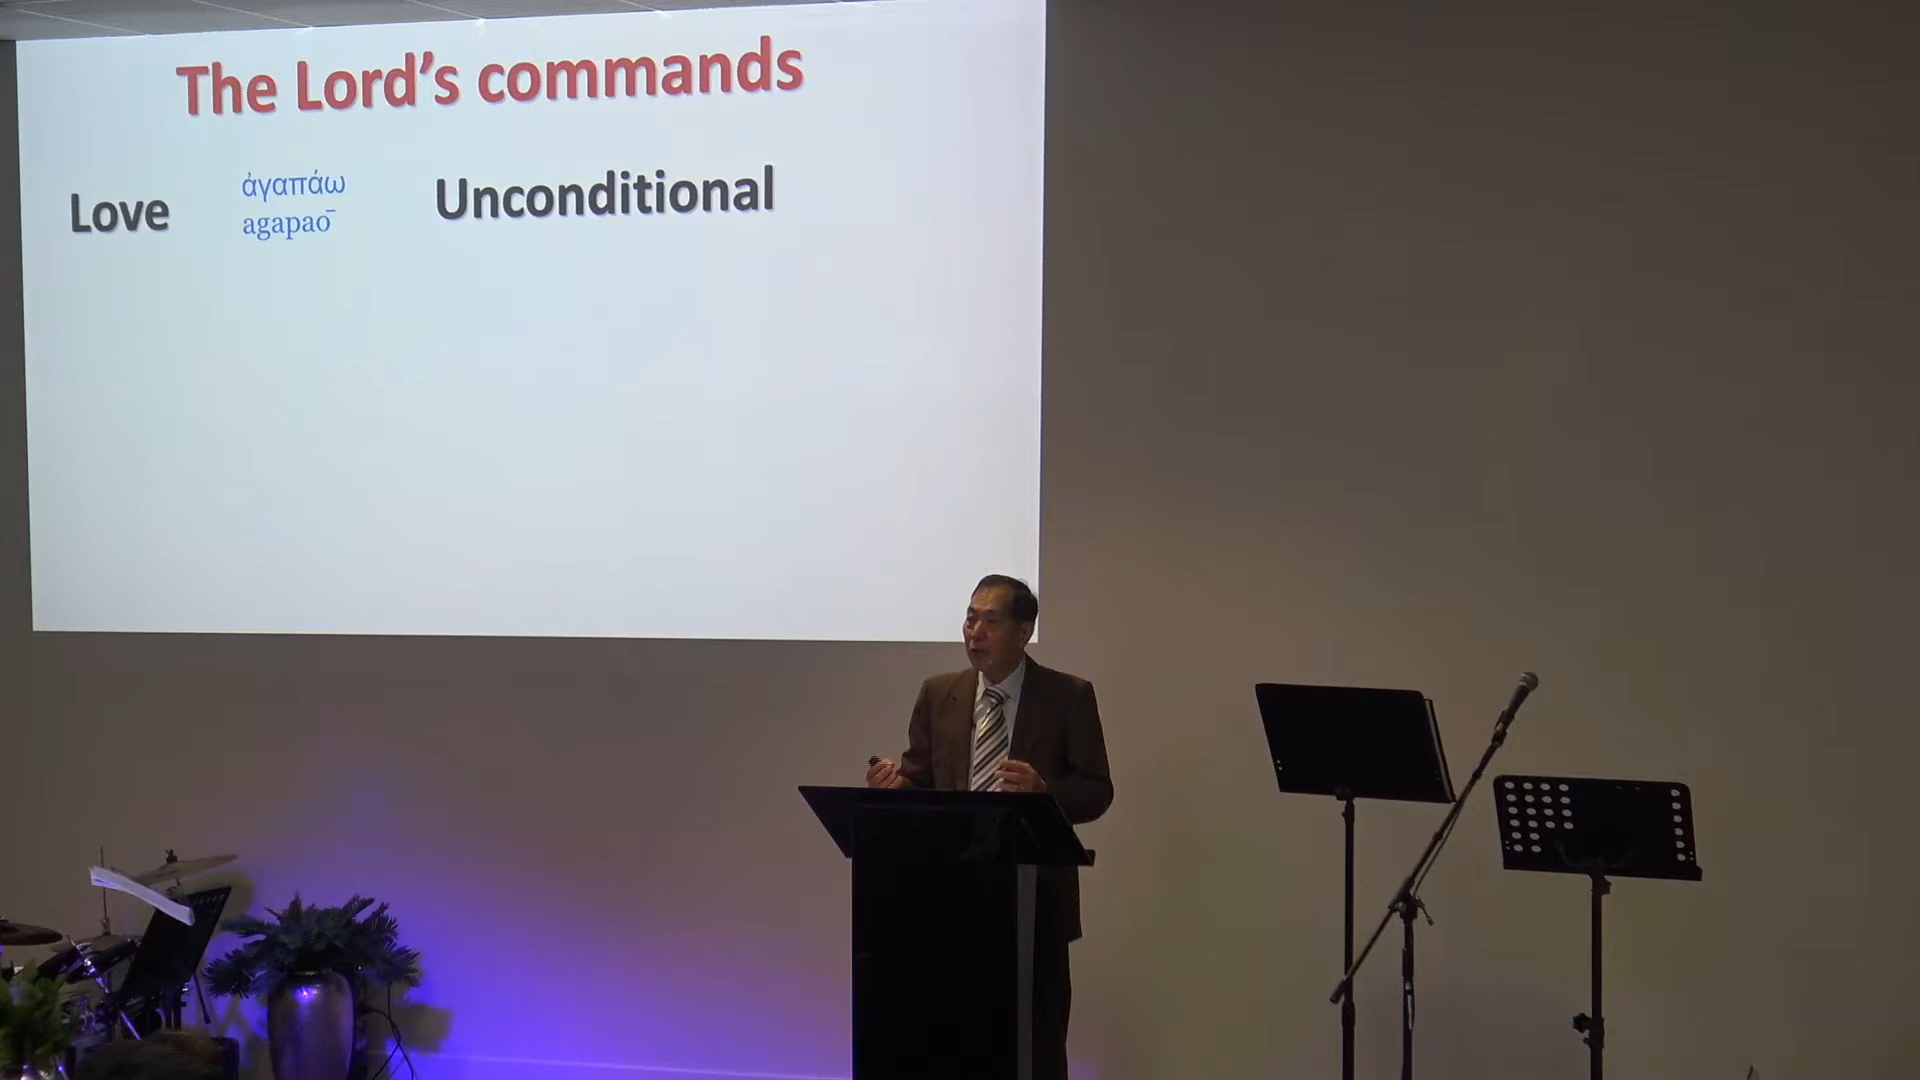 The Lord's commands
Love
ἀγαπάω
agapaō
Unconditional